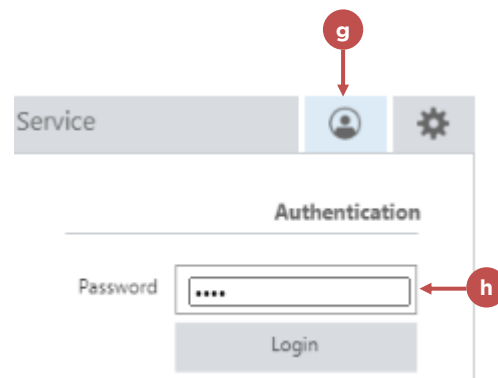 g
Service
Authentication
Password ••••
h
Login